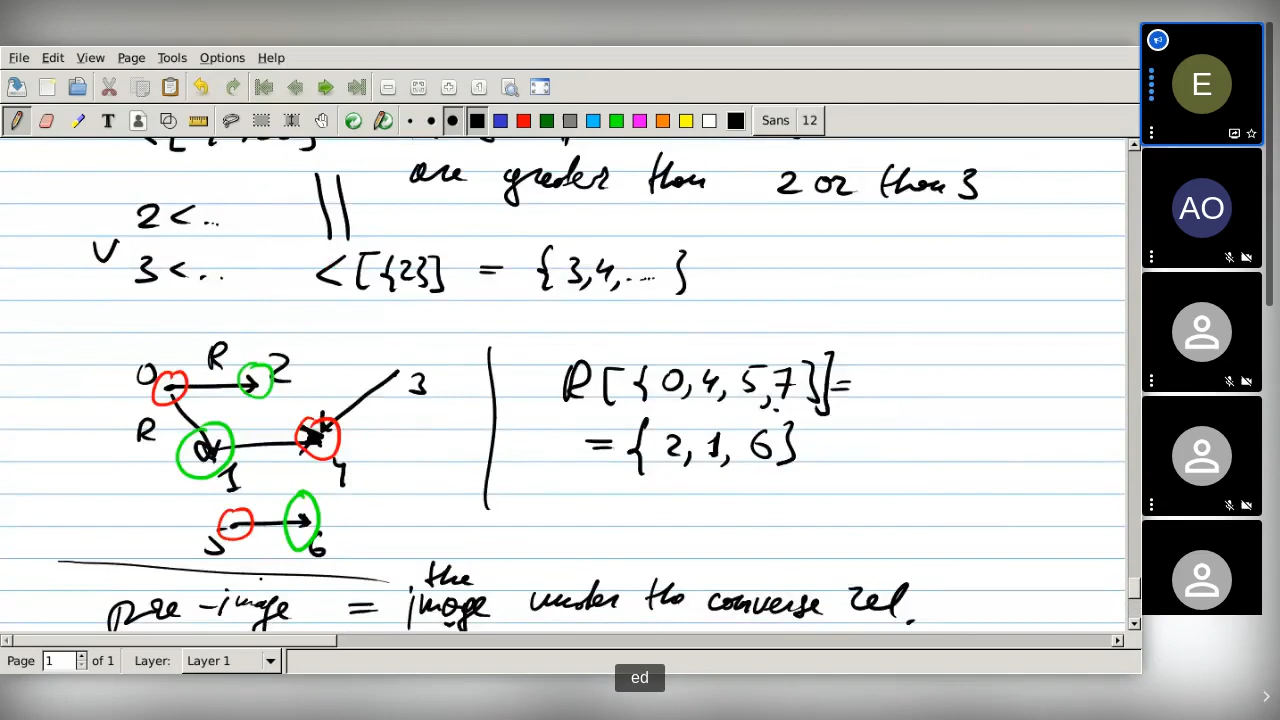 File Edit View Page Tools Options Help
Sans 12
are greater than 2 or than 3
2 < ...
∨ 3 < ... < [{2}] = {3,4,....}
0 R 2 3
R
1 4
5 6
R [ { 0, 4, 5, 7 } ] =
= { 2, 1, 6 }
the
pre-image = image under the converse rel.
Page 1 of 1 Layer: Layer 1
E
AO
ed